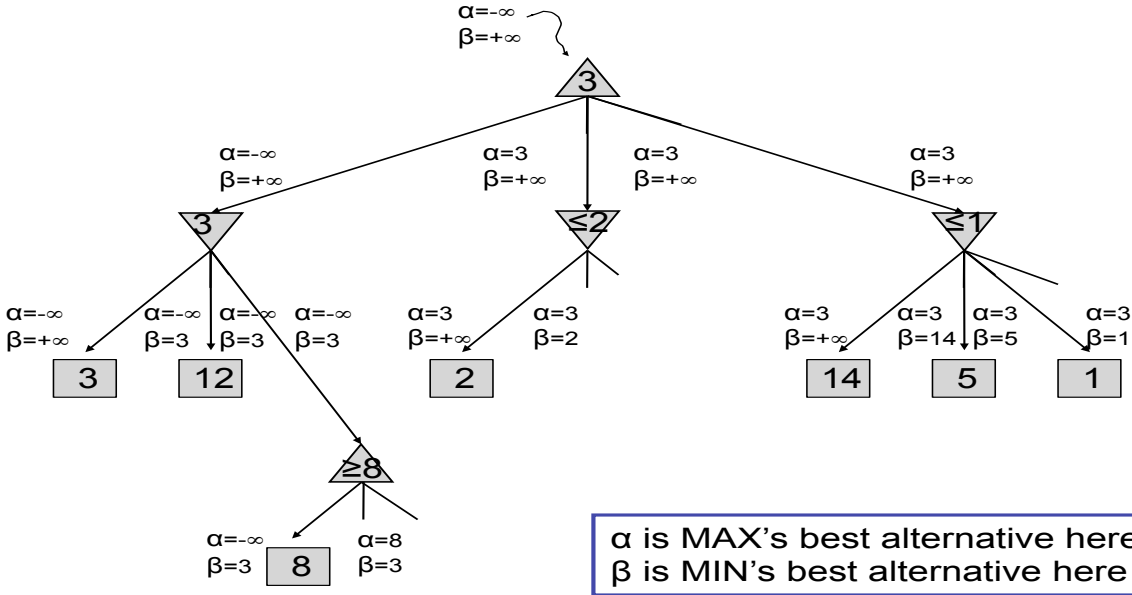 α=-∞
β=+∞
3
α=-∞
β=+∞
α=3
β=+∞
α=3
β=+∞
α=3
β=+∞
3
≤2
≤1
α=-∞
β=+∞
α=-∞
β=3
α=-∞
β=3
α=-∞
β=3
α=3
β=+∞
α=3
β=2
α=3
β=+∞
α=3
β=14
α=3
β=5
α=3
β=1
3
12
2
14
5
1
≥8
α=-∞
β=3
8
α=8
β=3
α is MAX's best alternative here
β is MIN's best alternative here